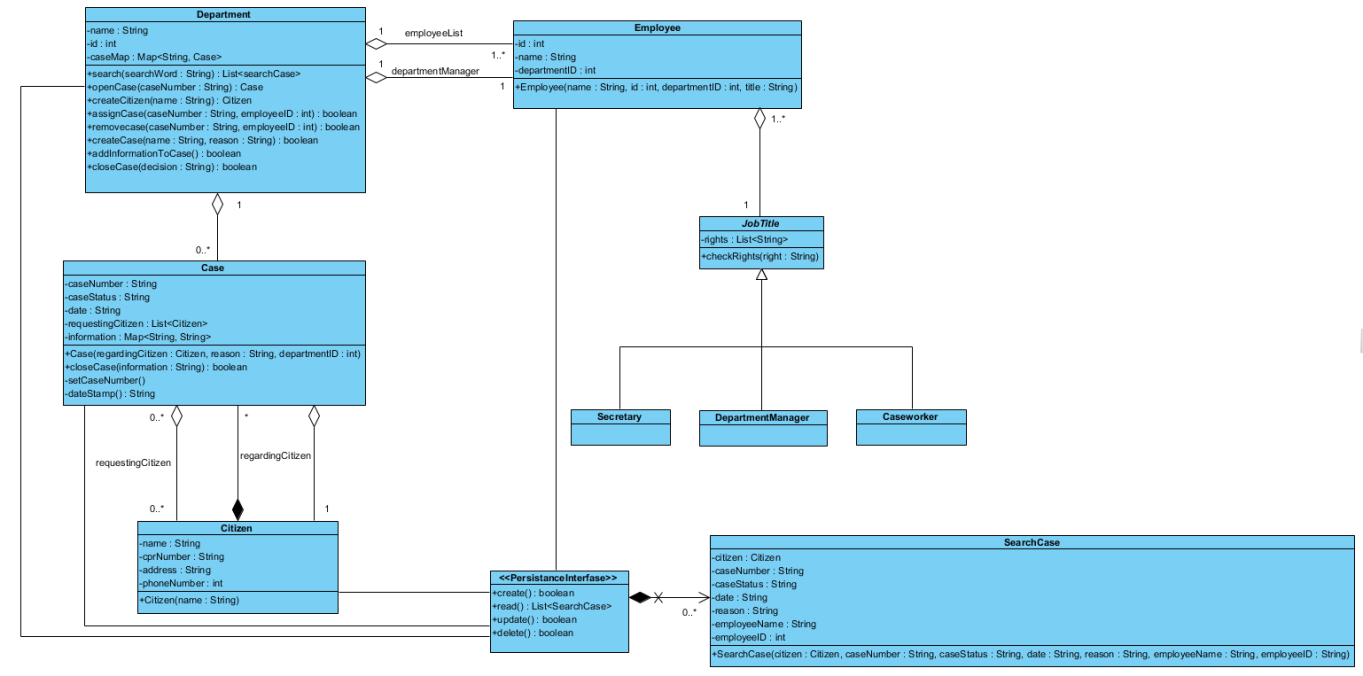 Department
-name : String
-id : int
-caseMap : Map<String, Case>
+search(searchWord : String) : List<searchCase>
+openCase(caseNumber : String) : Case
+createCitizen(name : String) : Citizen
+assignCase(caseNumber : String, employeeID : int) : boolean
+removecase(caseNumber : String, employeeID : int) : boolean
+createCase(name : String, reason : String) : boolean
+addInformationToCase() : boolean
+closeCase(decision : String) : boolean
1
employeeList
1..*
1
departmentManager
1
Employee
-id : int
-name : String
-departmentID : int
+Employee(name : String, id : int, departmentID : int, title : String)
1..*
1
JobTitle
-rights : List<String>
+checkRights(right : String)
Secretary
DepartmentManager
Caseworker
1
0..*
Case
-caseNumber : String
-caseStatus : String
-date : String
-requestingCitizen : List<Citizen>
-information : Map<String, String>
+Case(regardingCitizen : Citizen, reason : String, departmentID : int)
+closeCase(information : String) : boolean
-setCaseNumber()
-dateStamp() : String
0..*
*
requestingCitizen
regardingCitizen
0..*
1
Citizen
-name : String
-cprNumber : String
-address : String
-phoneNumber : int
+Citizen(name : String)
<<PersistanceInterfase>>
+create() : boolean
+read() : List<SearchCase>
+update() : boolean
+delete() : boolean
0..*
SearchCase
-citizen : Citizen
-caseNumber : String
-caseStatus : String
-date : String
-reason : String
-employeeName : String
-employeeID : int
+SearchCase(citizen : Citizen, caseNumber : String, caseStatus : String, date : String, reason : String, employeeName : String, employeeID : String)